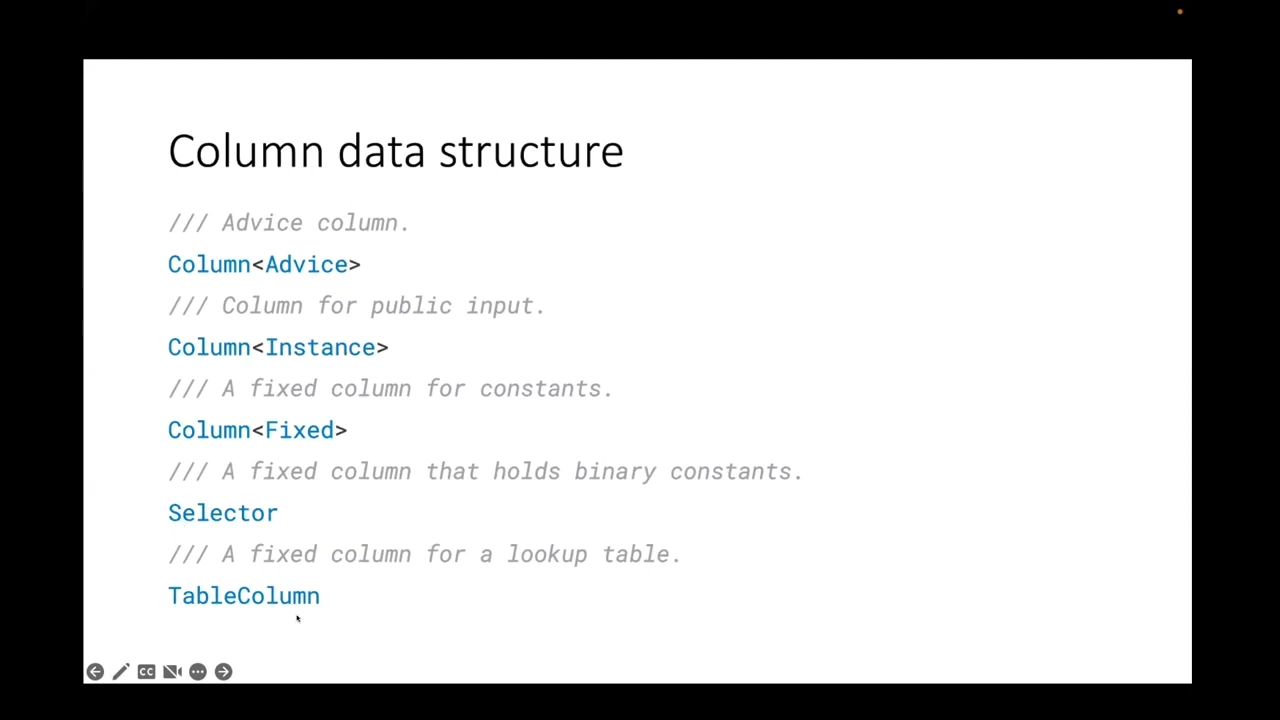 Column data structure
/// Advice column.
Column<Advice>
/// Column for public input.
Column<Instance>
/// A fixed column for constants.
Column<Fixed>
/// A fixed column that holds binary constants.
Selector
/// A fixed column for a lookup table.
TableColumn
CC